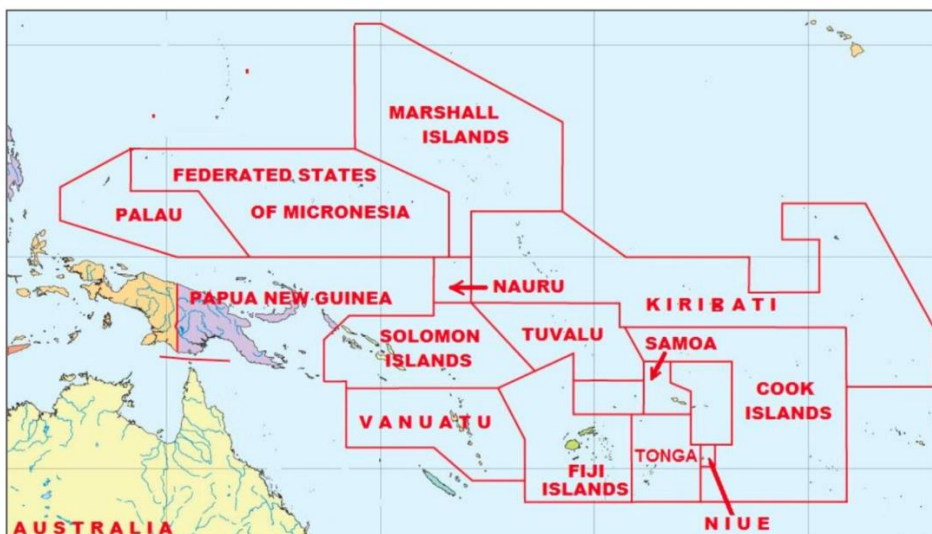 MARSHALL
ISLANDS
FEDERATED STATES
OF MICRONESIA
PALAU
PAPUA NEW GUINEA
NAURU
KIRIBATI
SOLOMON
ISLANDS
TUVALU
SAMOA
COOK
ISLANDS
VANUATU
FIJI
ISLANDS
TONGA
NIUE
AUSTRALIA